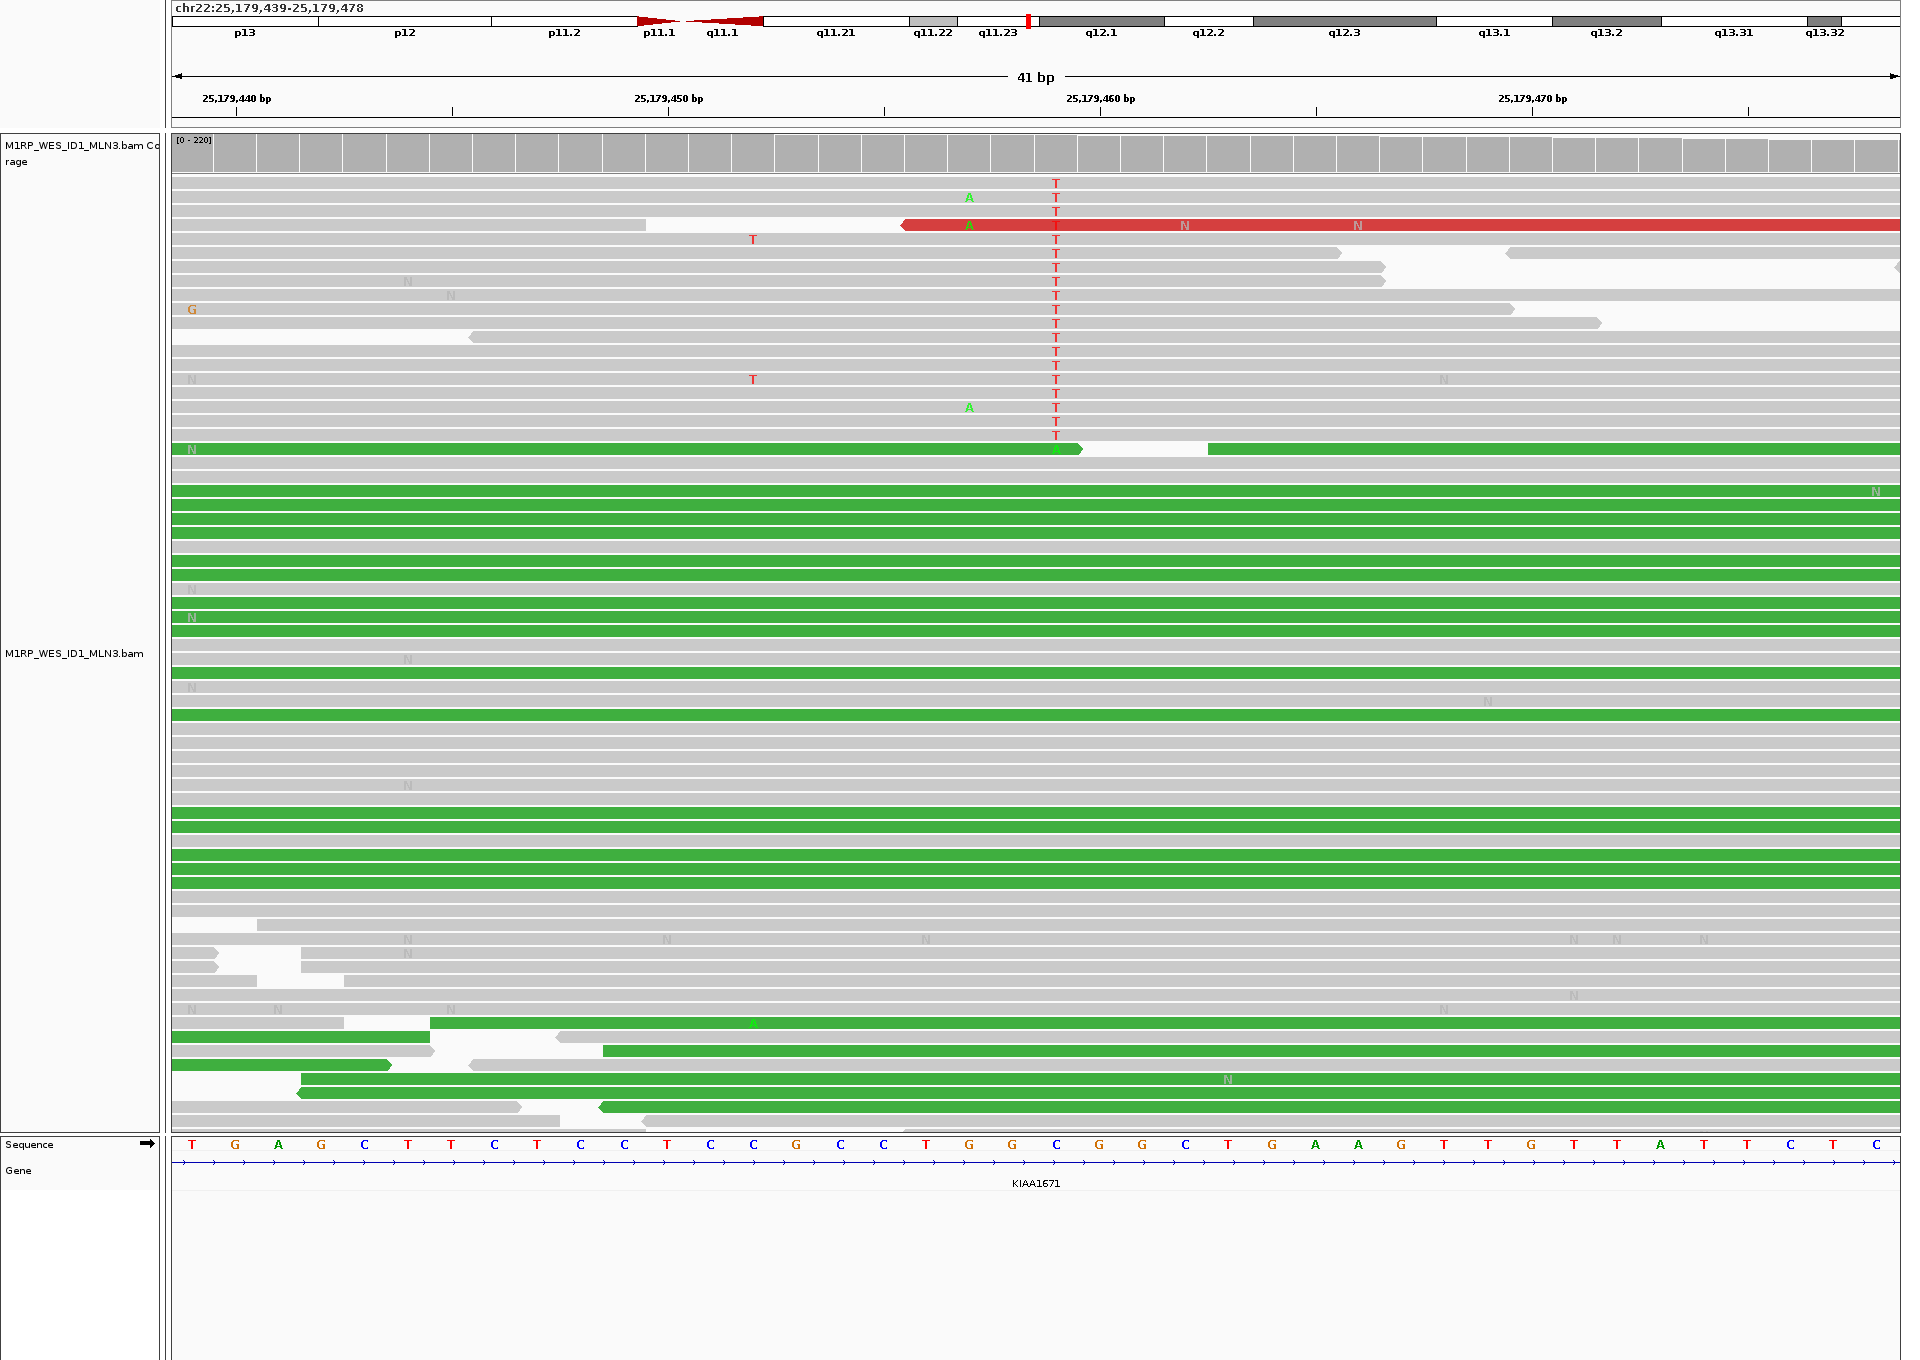 chr22:25,179,439-25,179,478
p13 p12 p11.2 p11.1 q11.1 q11.21 q11.22 q11.23 q12.1 q12.2 q12.3 q13.1 q13.2 q13.31 q13.32
41 bp
25,179,440 bp 25,179,450 bp 25,179,460 bp 25,179,470 bp
M1RP_WES_ID1_MLN3.bam Co
rage
[0 - 220]
T
A T
T
A T N N
T T
T
T
N T
N T
G T
T
T
T
T
N T T N
T
A T
T
T
N A
N
N
N
N
N
N
N
M1RP_WES_ID1_MLN3.bam
N
N N N N N N
N
N
N N N N
A
N
Sequence T G A G C T T C T C C T C C G C C T G G C G G C T G A A G T T G T T A T T C T C
Gene
KIAA1671